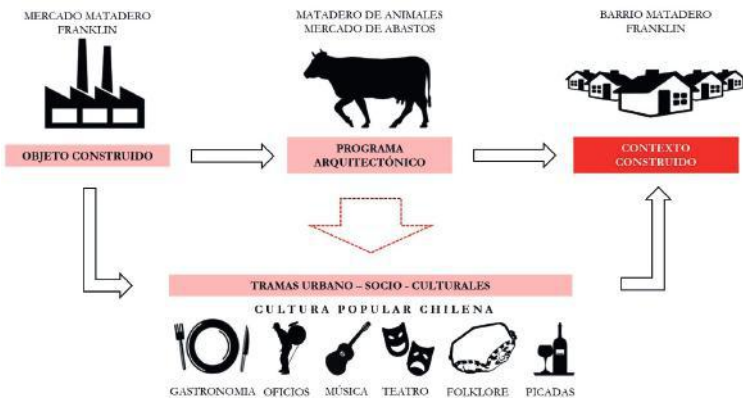 MERCADO MATADERO
FRANKLIN
MATADERO DE ANIMALES
MERCADO DE ABASTOS
BARRIO MATADERO
FRANKLIN
OBJETO CONSTRUIDO
PROGRAMA
ARQUITECTÓNICO
CONTEXTO
CONSTRUIDO
TRAMAS URBANO – SOCIO - CULTURALES
CULTURA POPULAR CHILENA
GASTRONOMIA
OFICIOS
MÚSICA
TEATRO
FOLKLORE
PICADAS